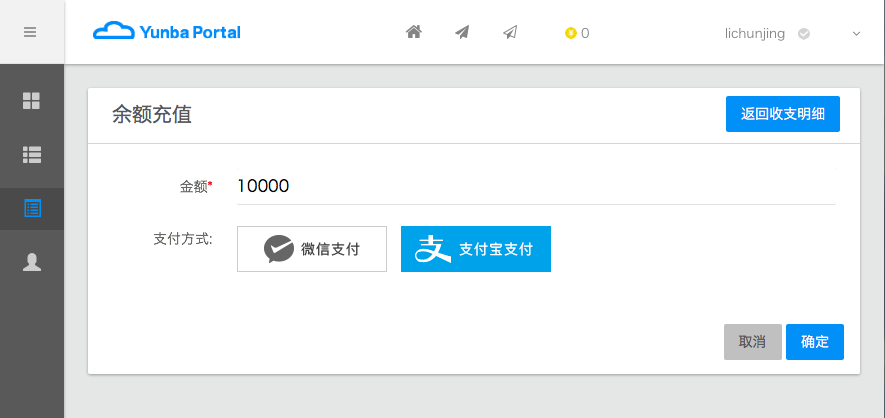 Yunba Portal
0
lichunjing
余额充值
返回收支明细
金额*
10000
支付方式:
微信支付
支 支付宝支付
取消
确定